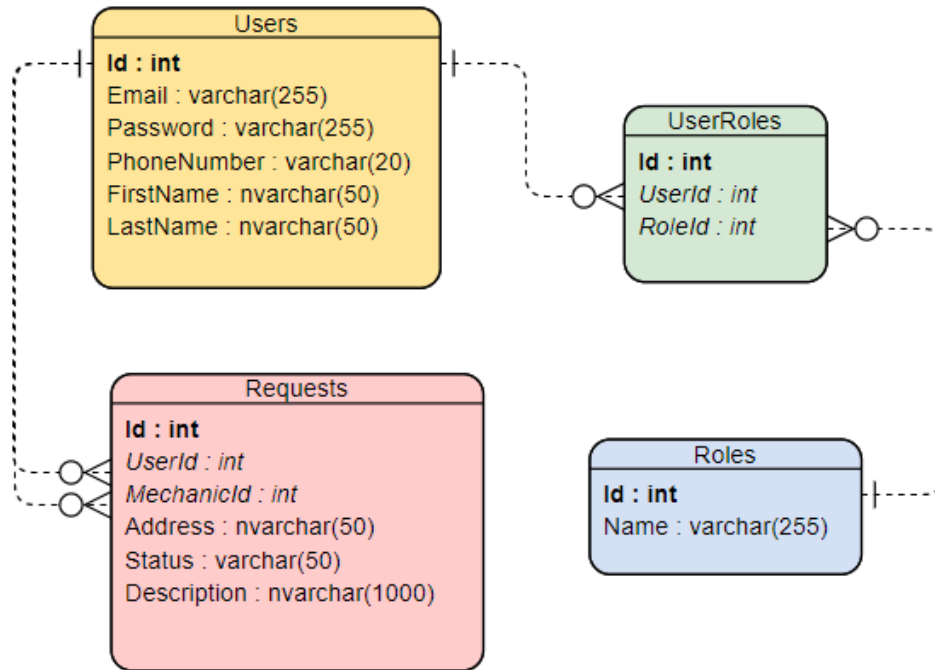 Users
Id : int
Email : varchar(255)
Password : varchar(255)
PhoneNumber : varchar(20)
FirstName : nvarchar(50)
LastName : nvarchar(50)
UserRoles
Id : int
UserId : int
RoleId : int
Requests
Id : int
UserId : int
MechanicId : int
Address : nvarchar(50)
Status : varchar(50)
Description : nvarchar(1000)
Roles
Id : int
Name : varchar(255)